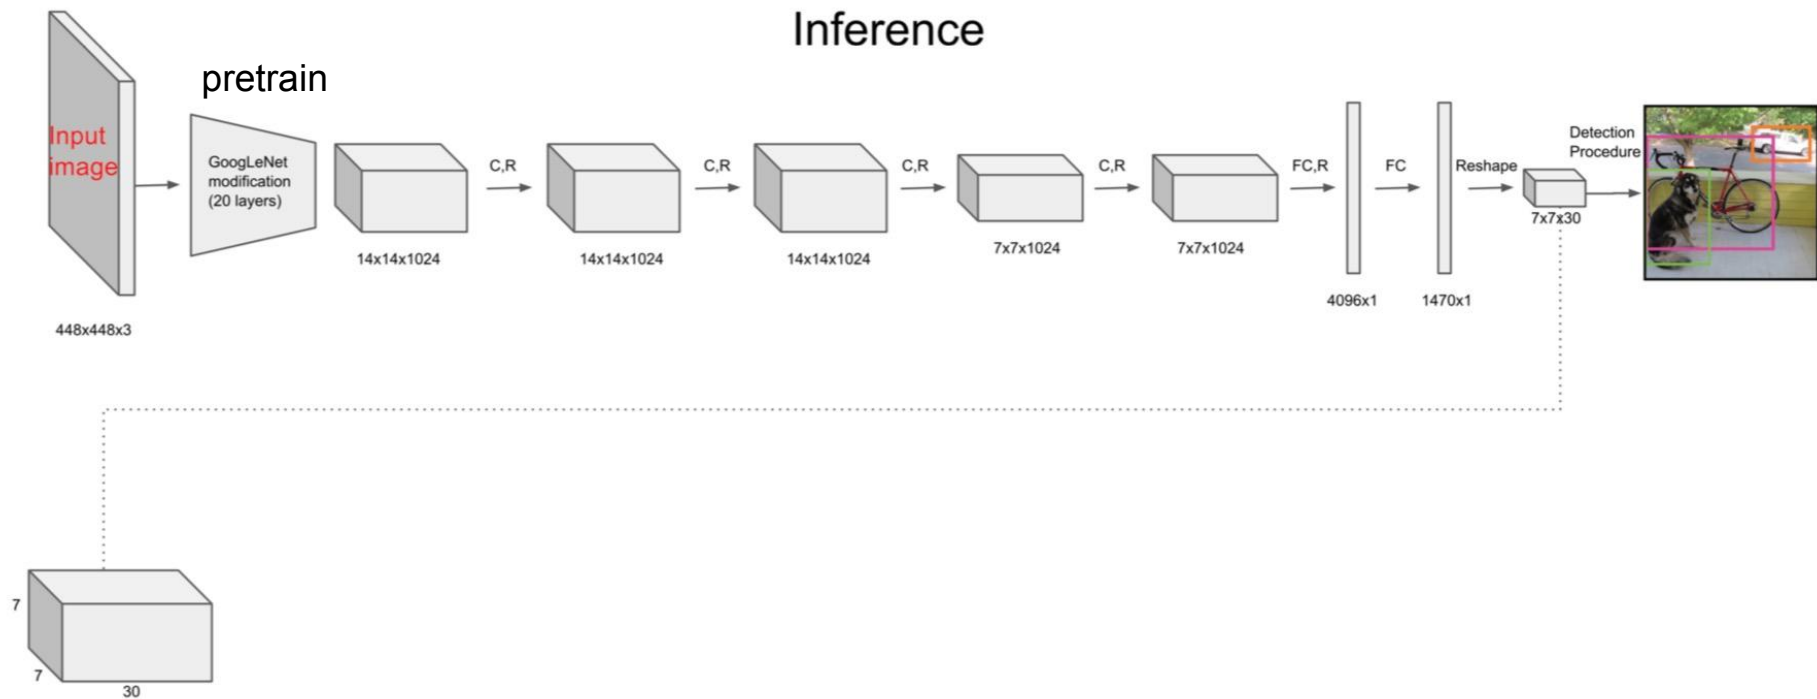 Inference
pretrain
Input
image
GoogLeNet
modification
(20 layers)
C,R
C,R
C,R
C,R
FC,R
FC
Reshape
Detection
Procedure
448x448x3
14x14x1024
14x14x1024
14x14x1024
7x7x1024
7x7x1024
4096x1
1470x1
7x7x30
7
7
30